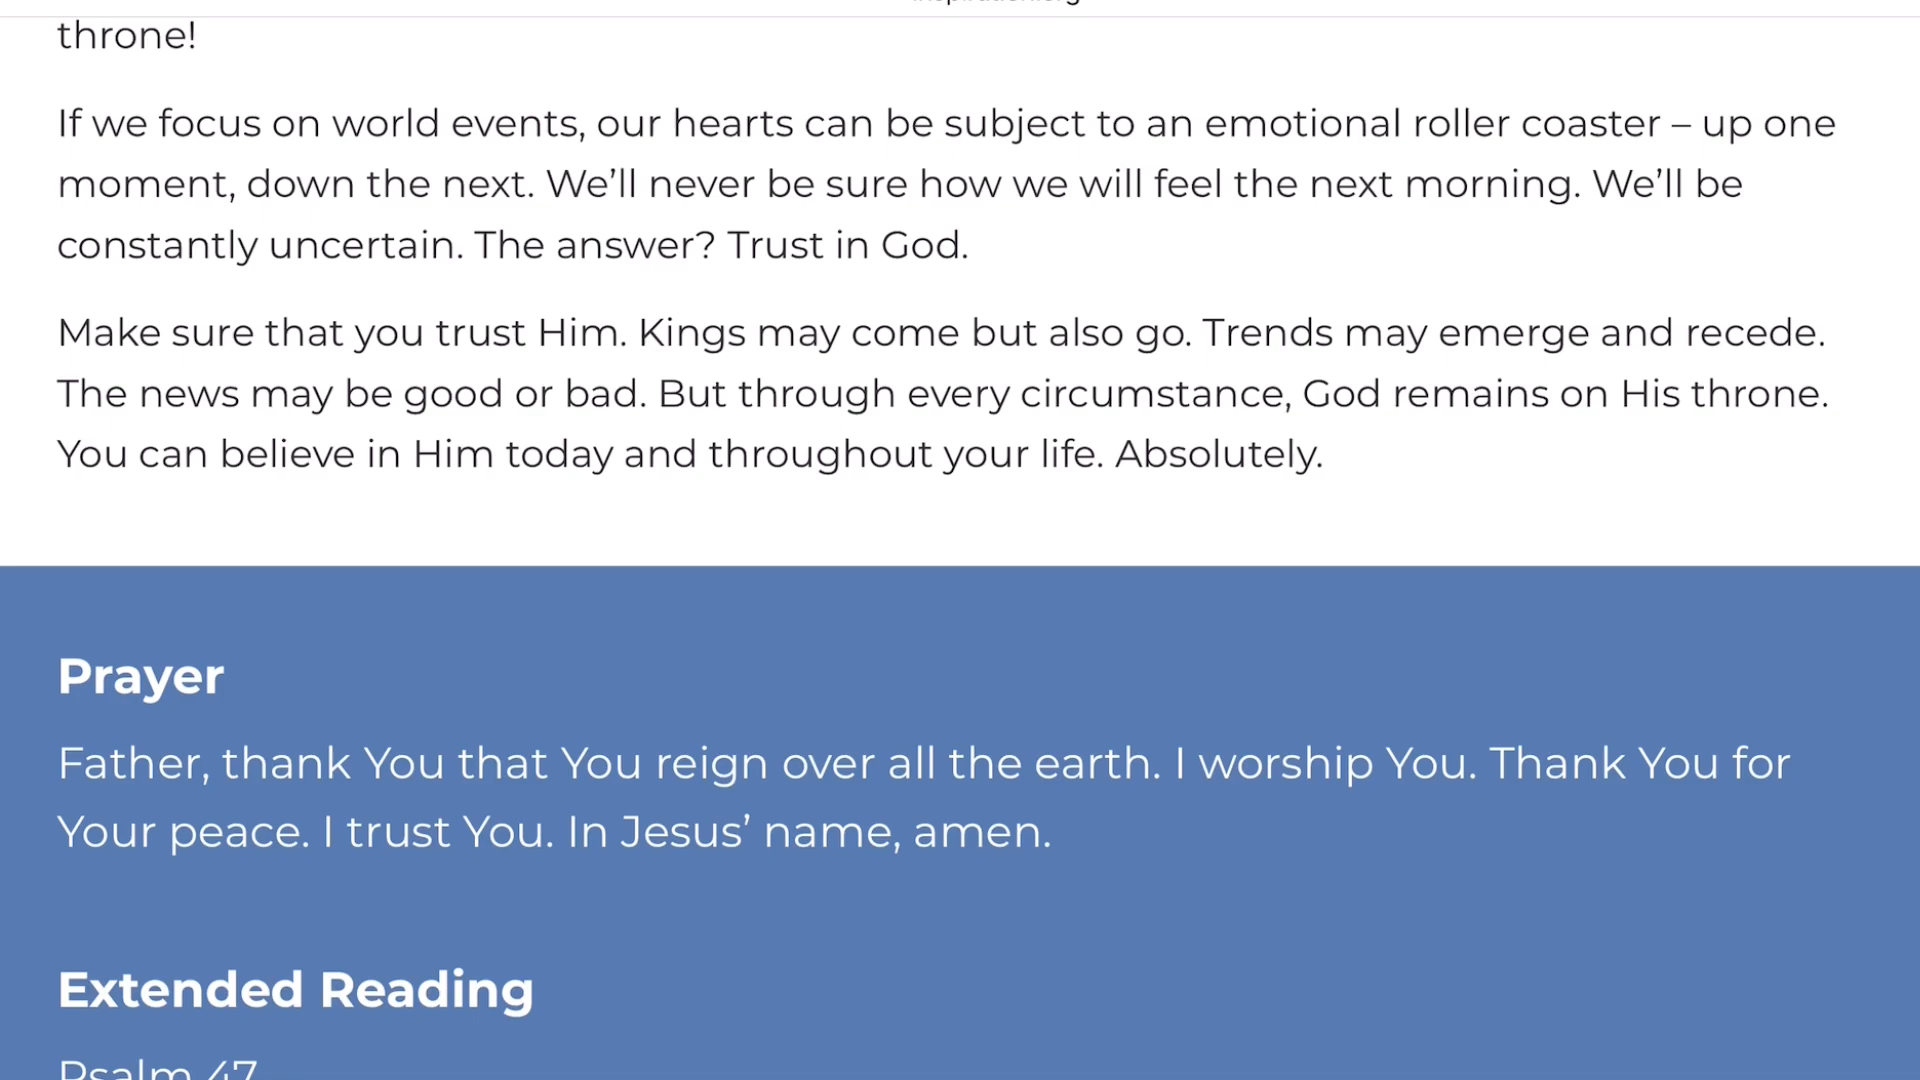 throne!
If we focus on world events, our hearts can be subject to an emotional roller coaster – up one
moment, down the next. We’ll never be sure how we will feel the next morning. We’ll be
constantly uncertain. The answer? Trust in God.
Make sure that you trust Him. Kings may come but also go. Trends may emerge and recede.
The news may be good or bad. But through every circumstance, God remains on His throne.
You can believe in Him today and throughout your life. Absolutely.
Prayer
Father, thank You that You reign over all the earth. I worship You. Thank You for
Your peace. I trust You. In Jesus’ name, amen.
Extended Reading
Psalm 47